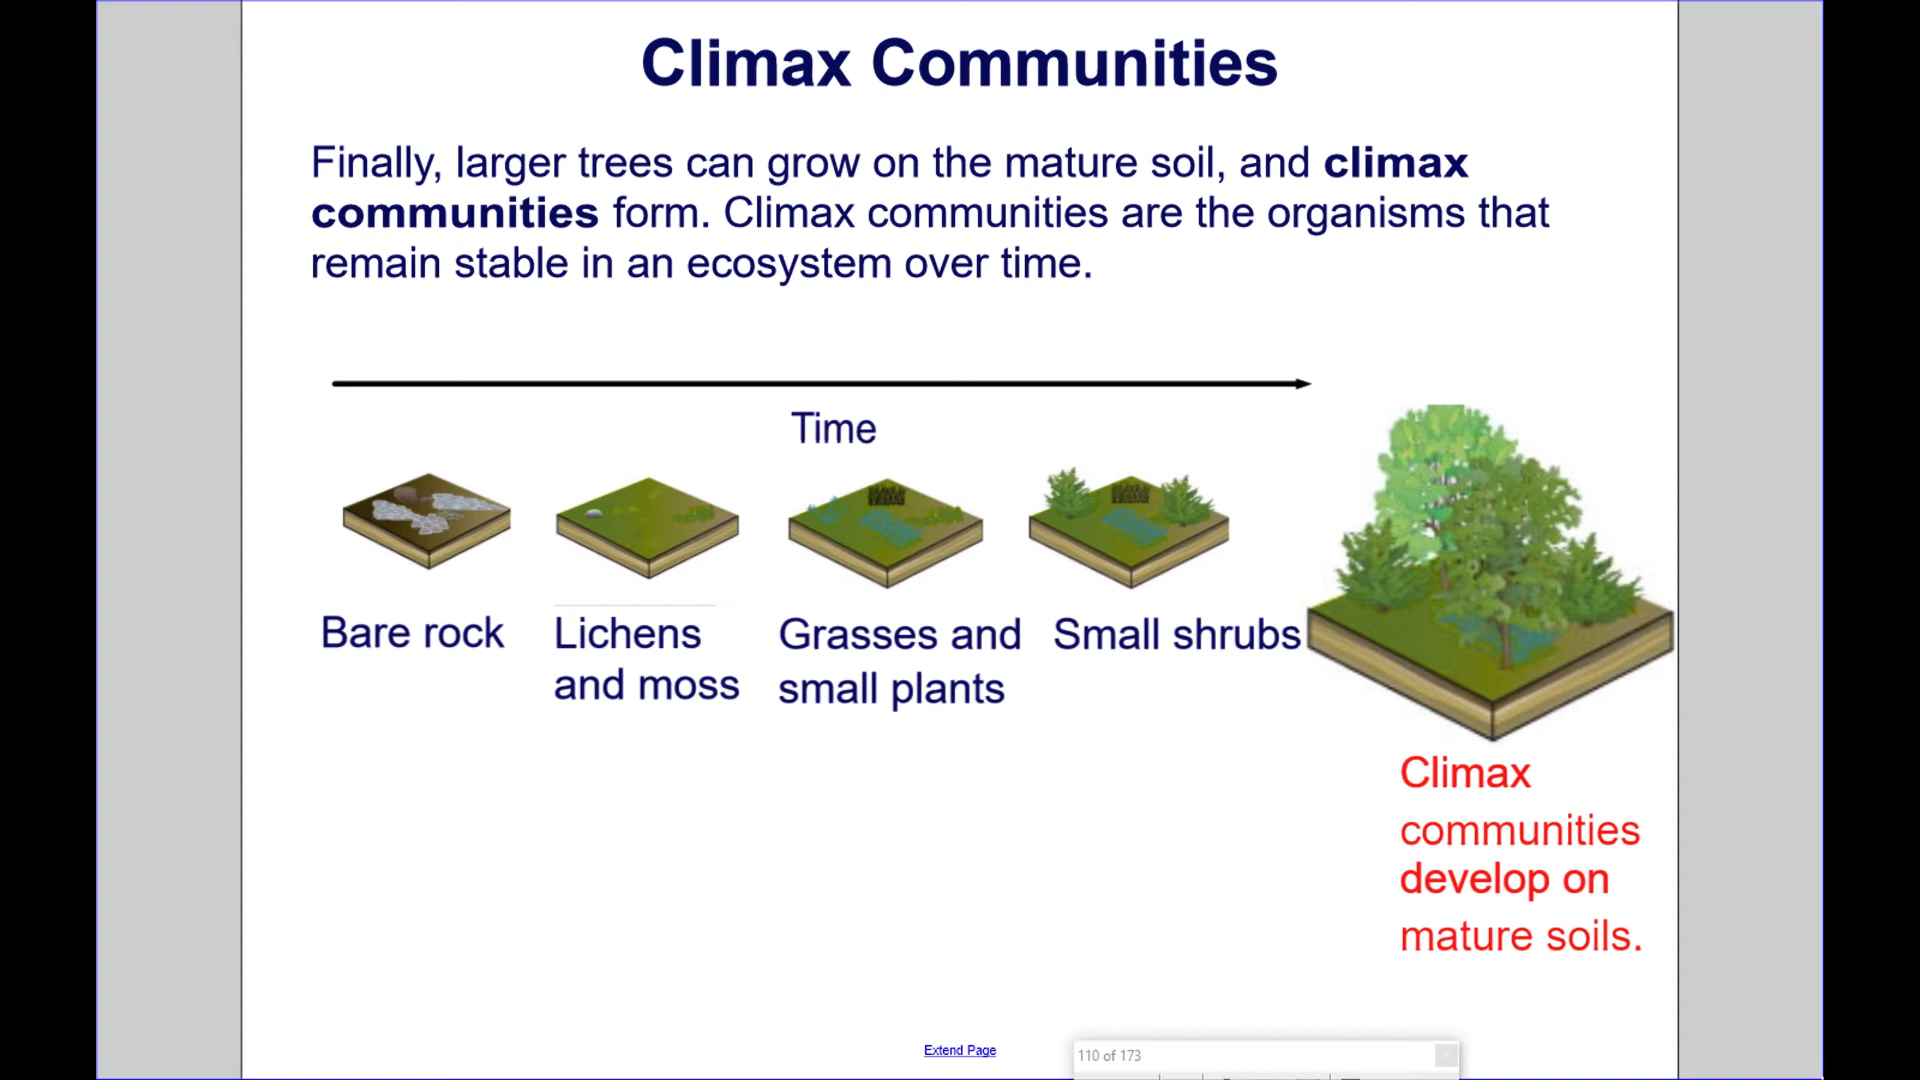 Climax Communities
Finally, larger trees can grow on the mature soil, and climax
communities form. Climax communities are the organisms that
remain stable in an ecosystem over time.
Time
Bare rock
Lichens
and moss
Grasses and
small plants
Small shrubs
Climax
communities
develop on
mature soils.
Extend Page
110 of 173